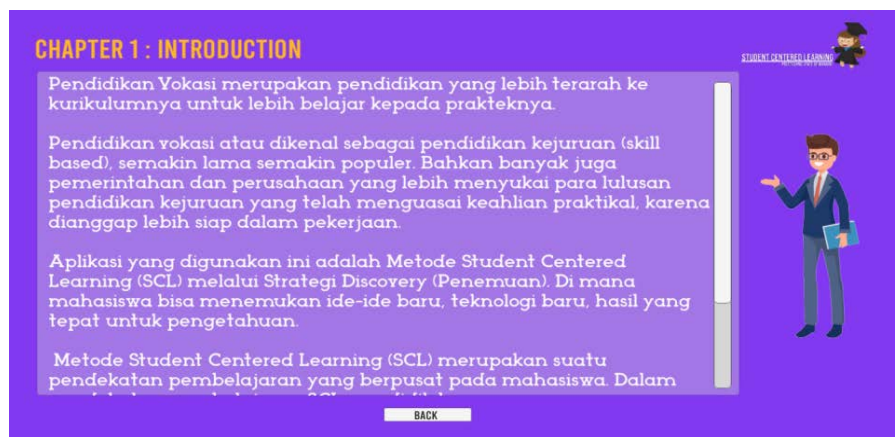 CHAPTER 1 : INTRODUCTION
STUDENT CENTERED LEARNING
Pendidikan Vokasi merupakan pendidikan yang lebih terarah ke
kurikulumnya untuk lebih belajar kepada prakteknya.
Pendidikan vokasi atau dikenal sebagai pendidikan kejuruan (skill
based), semakin lama semakin populer. Bahkan banyak juga
pemerintahan dan perusahaan yang lebih menyukai para lulusan
pendidikan kejuruan yang telah menguasai keahlian praktikal, karena
dianggap lebih siap dalam pekerjaan.
Aplikasi yang digunakan ini adalah Metode Student Centered
Learning (SCL) melalui Strategi Discovery (Penemuan). Di mana
mahasiswa bisa menemukan ide-ide baru, teknologi baru, hasil yang
tepat untuk pengetahuan.
Metode Student Centered Learning (SCL) merupakan suatu
pendekatan pembelajaran yang berpusat pada mahasiswa. Dalam
BACK